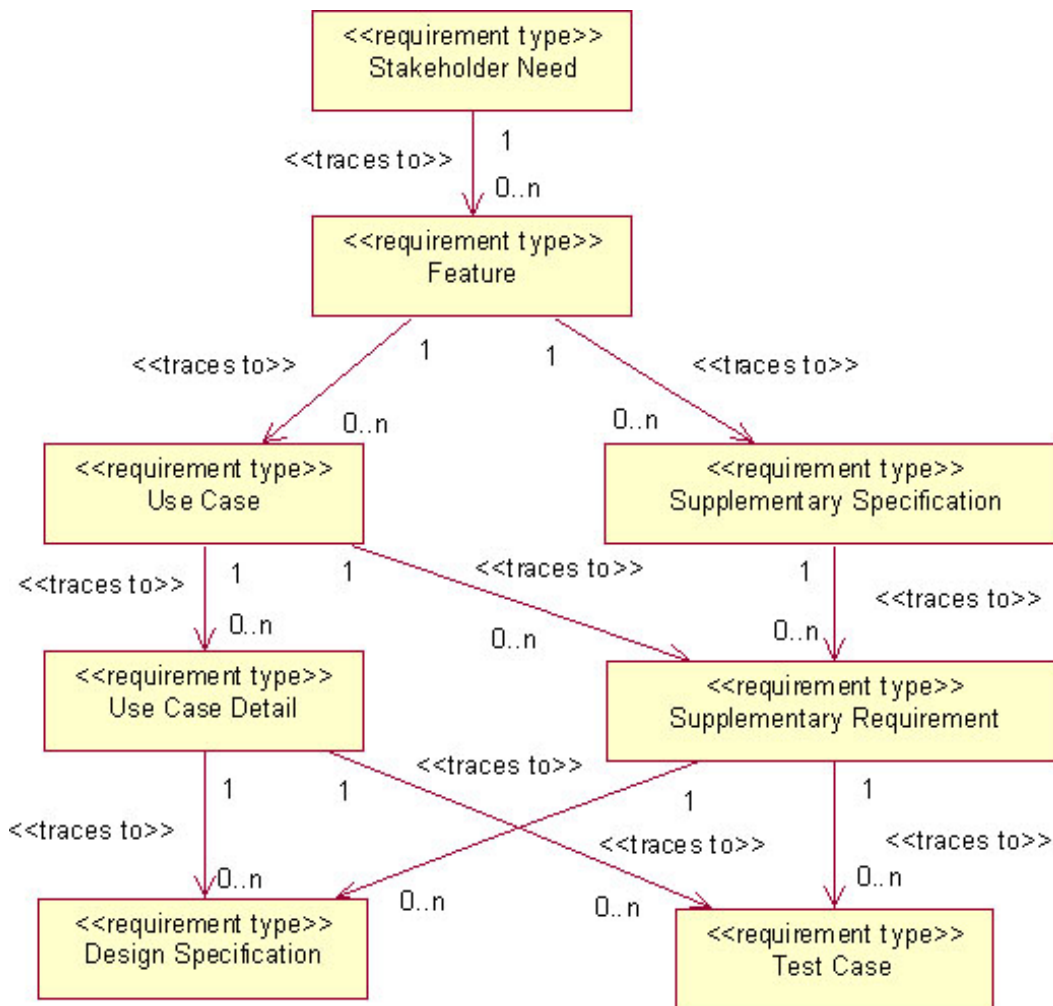 <<requirement type>>
Stakeholder Need
1
<<traces to>>
0..n
<<requirement type>>
Feature
1
1
<<traces to>>
<<traces to>>
0..n
0..n
<<requirement type>>
Use Case
<<requirement type>>
Supplementary Specification
<<traces to>>
1
1
<<traces to>>
1
<<traces to>>
0..n
0..n
0..n
<<requirement type>>
Use Case Detail
<<requirement type>>
Supplementary Requirement
<<traces to>>
1
1
1
1
<<traces to>>
<<traces to>>
<<traces to>>
0..n
0..n
0..n
0..n
<<requirement type>>
Design Specification
<<requirement type>>
Test Case